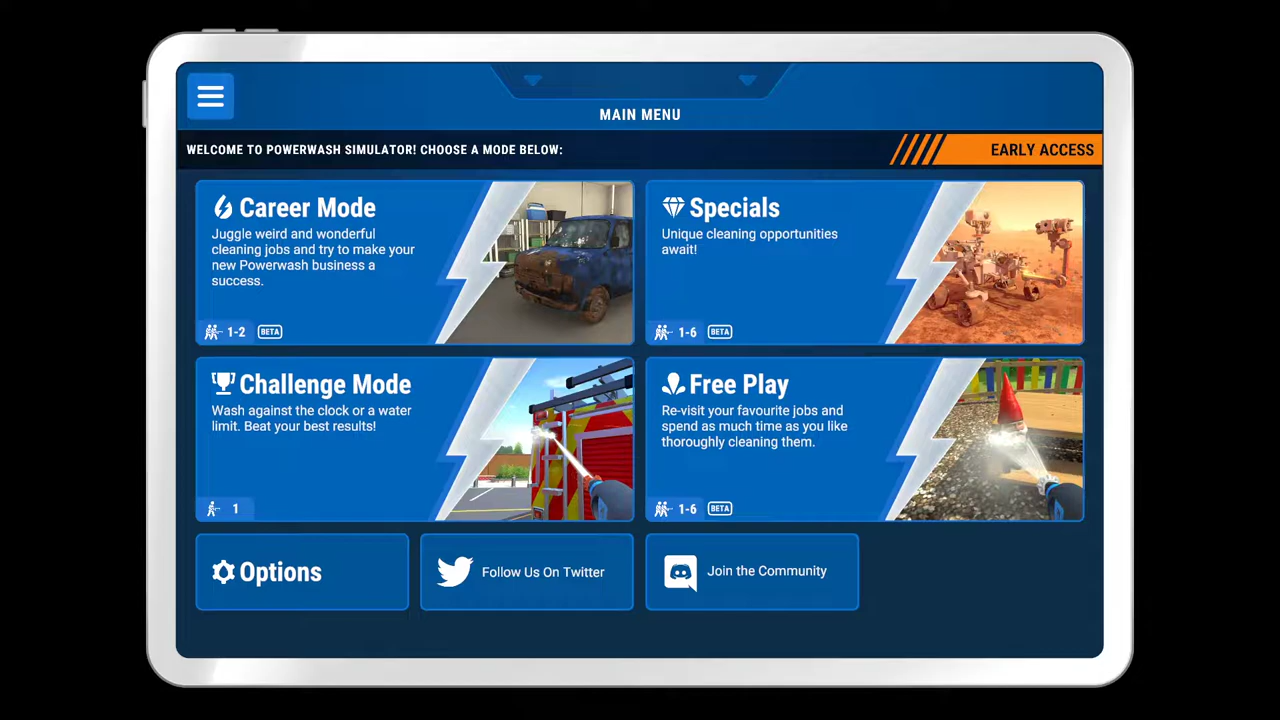 MAIN MENU
WELCOME TO POWERWASH SIMULATOR! CHOOSE A MODE BELOW:
EARLY ACCESS
Career Mode
Juggle weird and wonderful
cleaning jobs and try to make your
new Powerwash business a
success.
1-2 BETA
Specials
Unique cleaning opportunities
await!
1-6 BETA
Challenge Mode
Wash against the clock or a water
limit. Beat your best results!
1
Free Play
Re-visit your favourite jobs and
spend as much time as you like
thoroughly cleaning them.
1-6 BETA
Options
Follow Us On Twitter
Join the Community